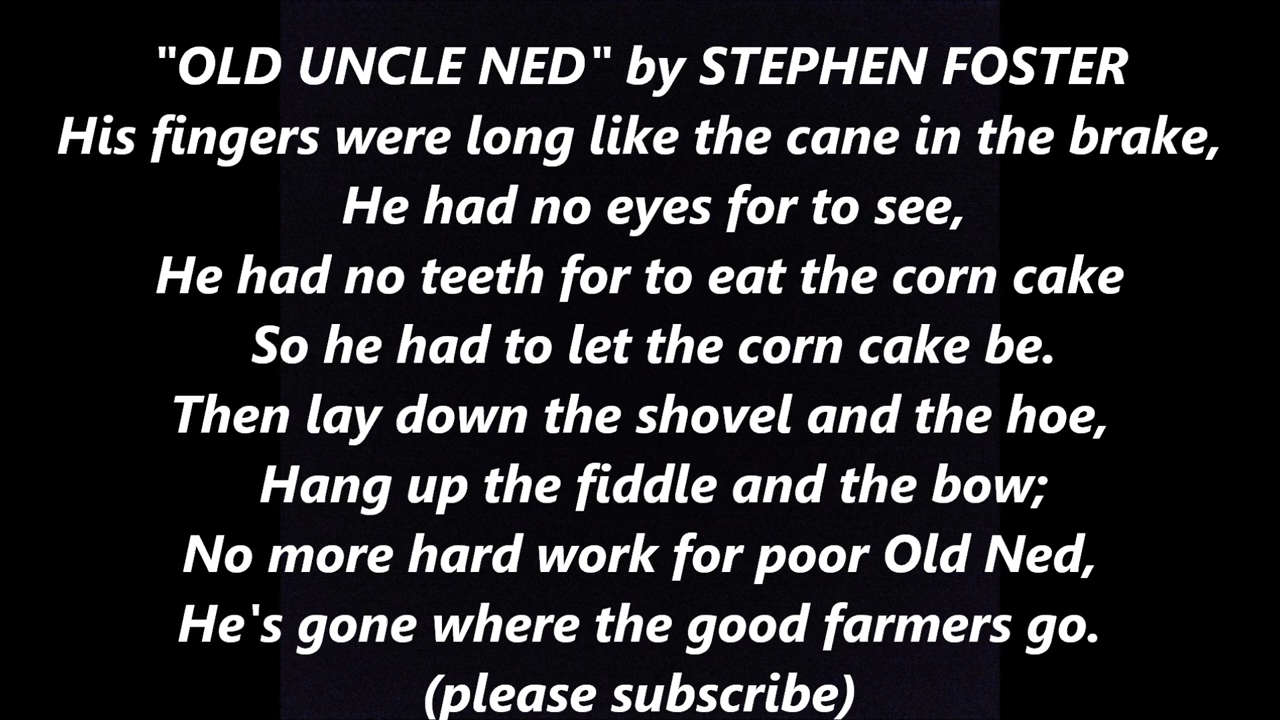 "OLD UNCLE NED" by STEPHEN FOSTER
His fingers were long like the cane in the brake,
He had no eyes for to see,
He had no teeth for to eat the corn cake
So he had to let the corn cake be.
Then lay down the shovel and the hoe,
Hang up the fiddle and the bow;
No more hard work for poor Old Ned,
He's gone where the good farmers go.
(please subscribe)